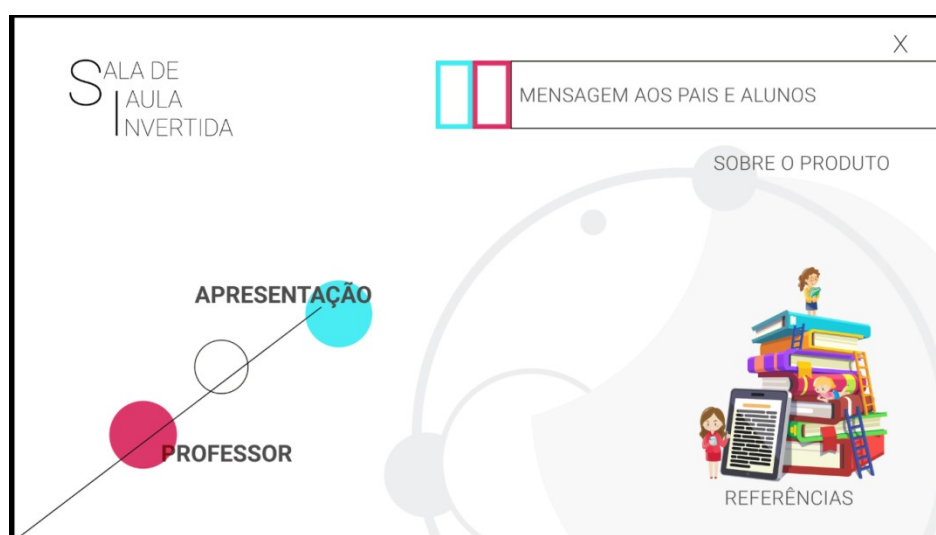 SALA DE
AULA
INVERTIDA
X
MENSAGEM AOS PAIS E ALUNOS
SOBRE O PRODUTO
APRESENTAÇÃO
PROFESSOR
REFERÊNCIAS